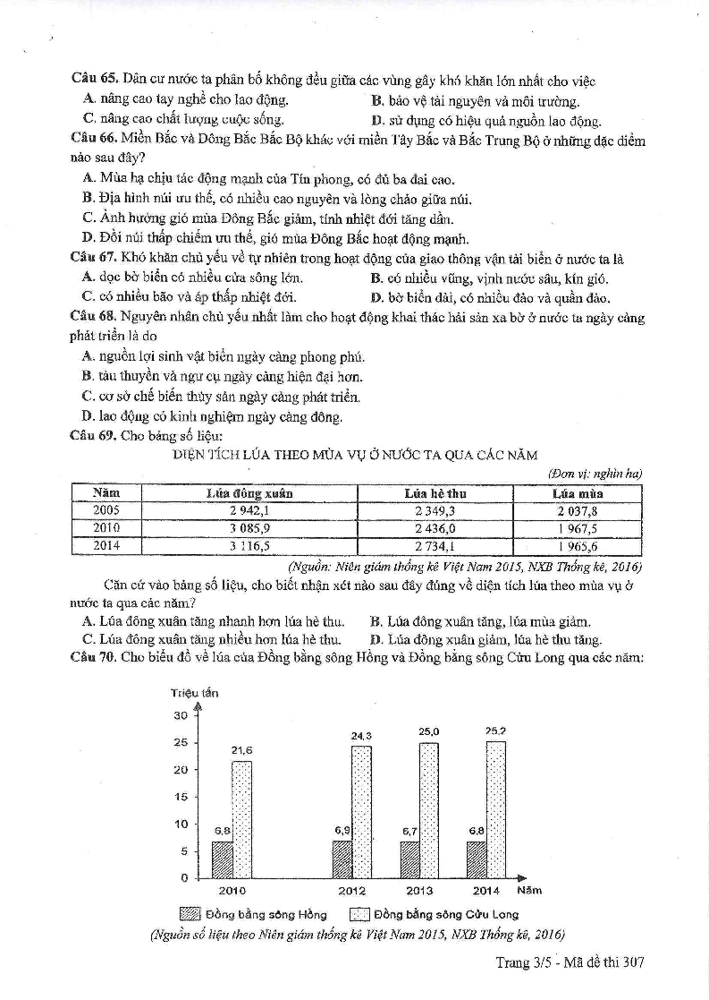 Câu 65. Dân cư nước ta phân bố không đều giữa các vùng gây khó khăn lớn nhất cho việc
A. nâng cao tay nghề cho lao động. B. bảo vệ tài nguyên và môi trường.
C. nâng cao chất lượng cuộc sống. D. sử dụng có hiệu quả nguồn lao động.
Câu 66. Miền Bắc và Đông Bắc Bắc Bộ khác với miền Tây Bắc và Bắc Trung Bộ ở những đặc điểm
nào sau đây?
A. Mùa hạ chịu tác động mạnh của Tín phong, có đủ ba đai cao.
B. Địa hình núi ưu thế, có nhiều cao nguyên và lòng chảo giữa núi.
C. Ảnh hưởng gió mùa Đông Bắc giảm, tính nhiệt đới tăng dần.
D. Đồi núi thấp chiếm ưu thế, gió mùa Đông Bắc hoạt động mạnh.
Câu 67. Khó khăn chủ yếu về tự nhiên trong hoạt động của giao thông vận tải biển ở nước ta là
A. dọc bờ biển có nhiều cửa sông lớn. B. có nhiều vũng, vịnh nước sâu, kín gió.
C. có nhiều bão và áp thấp nhiệt đới. D. bờ biển dài, có nhiều đảo và quần đảo.
Câu 68. Nguyên nhân chủ yếu nhất làm cho hoạt động khai thác hải sản xa bờ ở nước ta ngày càng
phát triển là do
A. nguồn lợi sinh vật biển ngày càng phong phú.
B. tàu thuyền và ngư cụ ngày càng hiện đại hơn.
C. cơ sở chế biến thủy sản ngày càng phát triển.
D. lao động có kinh nghiệm ngày càng đông.
Câu 69. Cho bảng số liệu:
DIỆN TÍCH LÚA THEO MÙA VỤ Ở NƯỚC TA QUA CÁC NĂM
(Đơn vị: nghìn ha)
Năm Lúa đông xuân Lúa hè thu Lúa mùa
2005 2 942,1 2 349,3 2 037,8
2010 3 085,9 2 436,0 1 967,5
2014 3 116,5 2 734,1 1 965,6
(Nguồn: Niên giám thống kê Việt Nam 2015, NXB Thống kê, 2016)
Căn cứ vào bảng số liệu, cho biết nhận xét nào sau đây đúng về diện tích lúa theo mùa vụ ở
nước ta qua các năm?
A. Lúa đông xuân tăng nhanh hơn lúa hè thu. B. Lúa đông xuân tăng, lúa mùa giảm.
C. Lúa đông xuân tăng nhiều hơn lúa hè thu. D. Lúa đông xuân giảm, lúa hè thu tăng.
Câu 70. Cho biểu đồ về lúa của Đồng bằng sông Hồng và Đồng bằng sông Cửu Long qua các năm:
Triệu tấn
30
25
20
15
10
5
0
21,6 24,3 25,0 25,2
6,8 6,9 6,7 6,8
2010 2012 2013 2014 Năm
Đồng bằng sông Hồng Đồng bằng sông Cửu Long
(Nguồn số liệu theo Niên giám thống kê Việt Nam 2015, NXB Thống kê, 2016)
Trang 3/5 - Mã đề thi 307